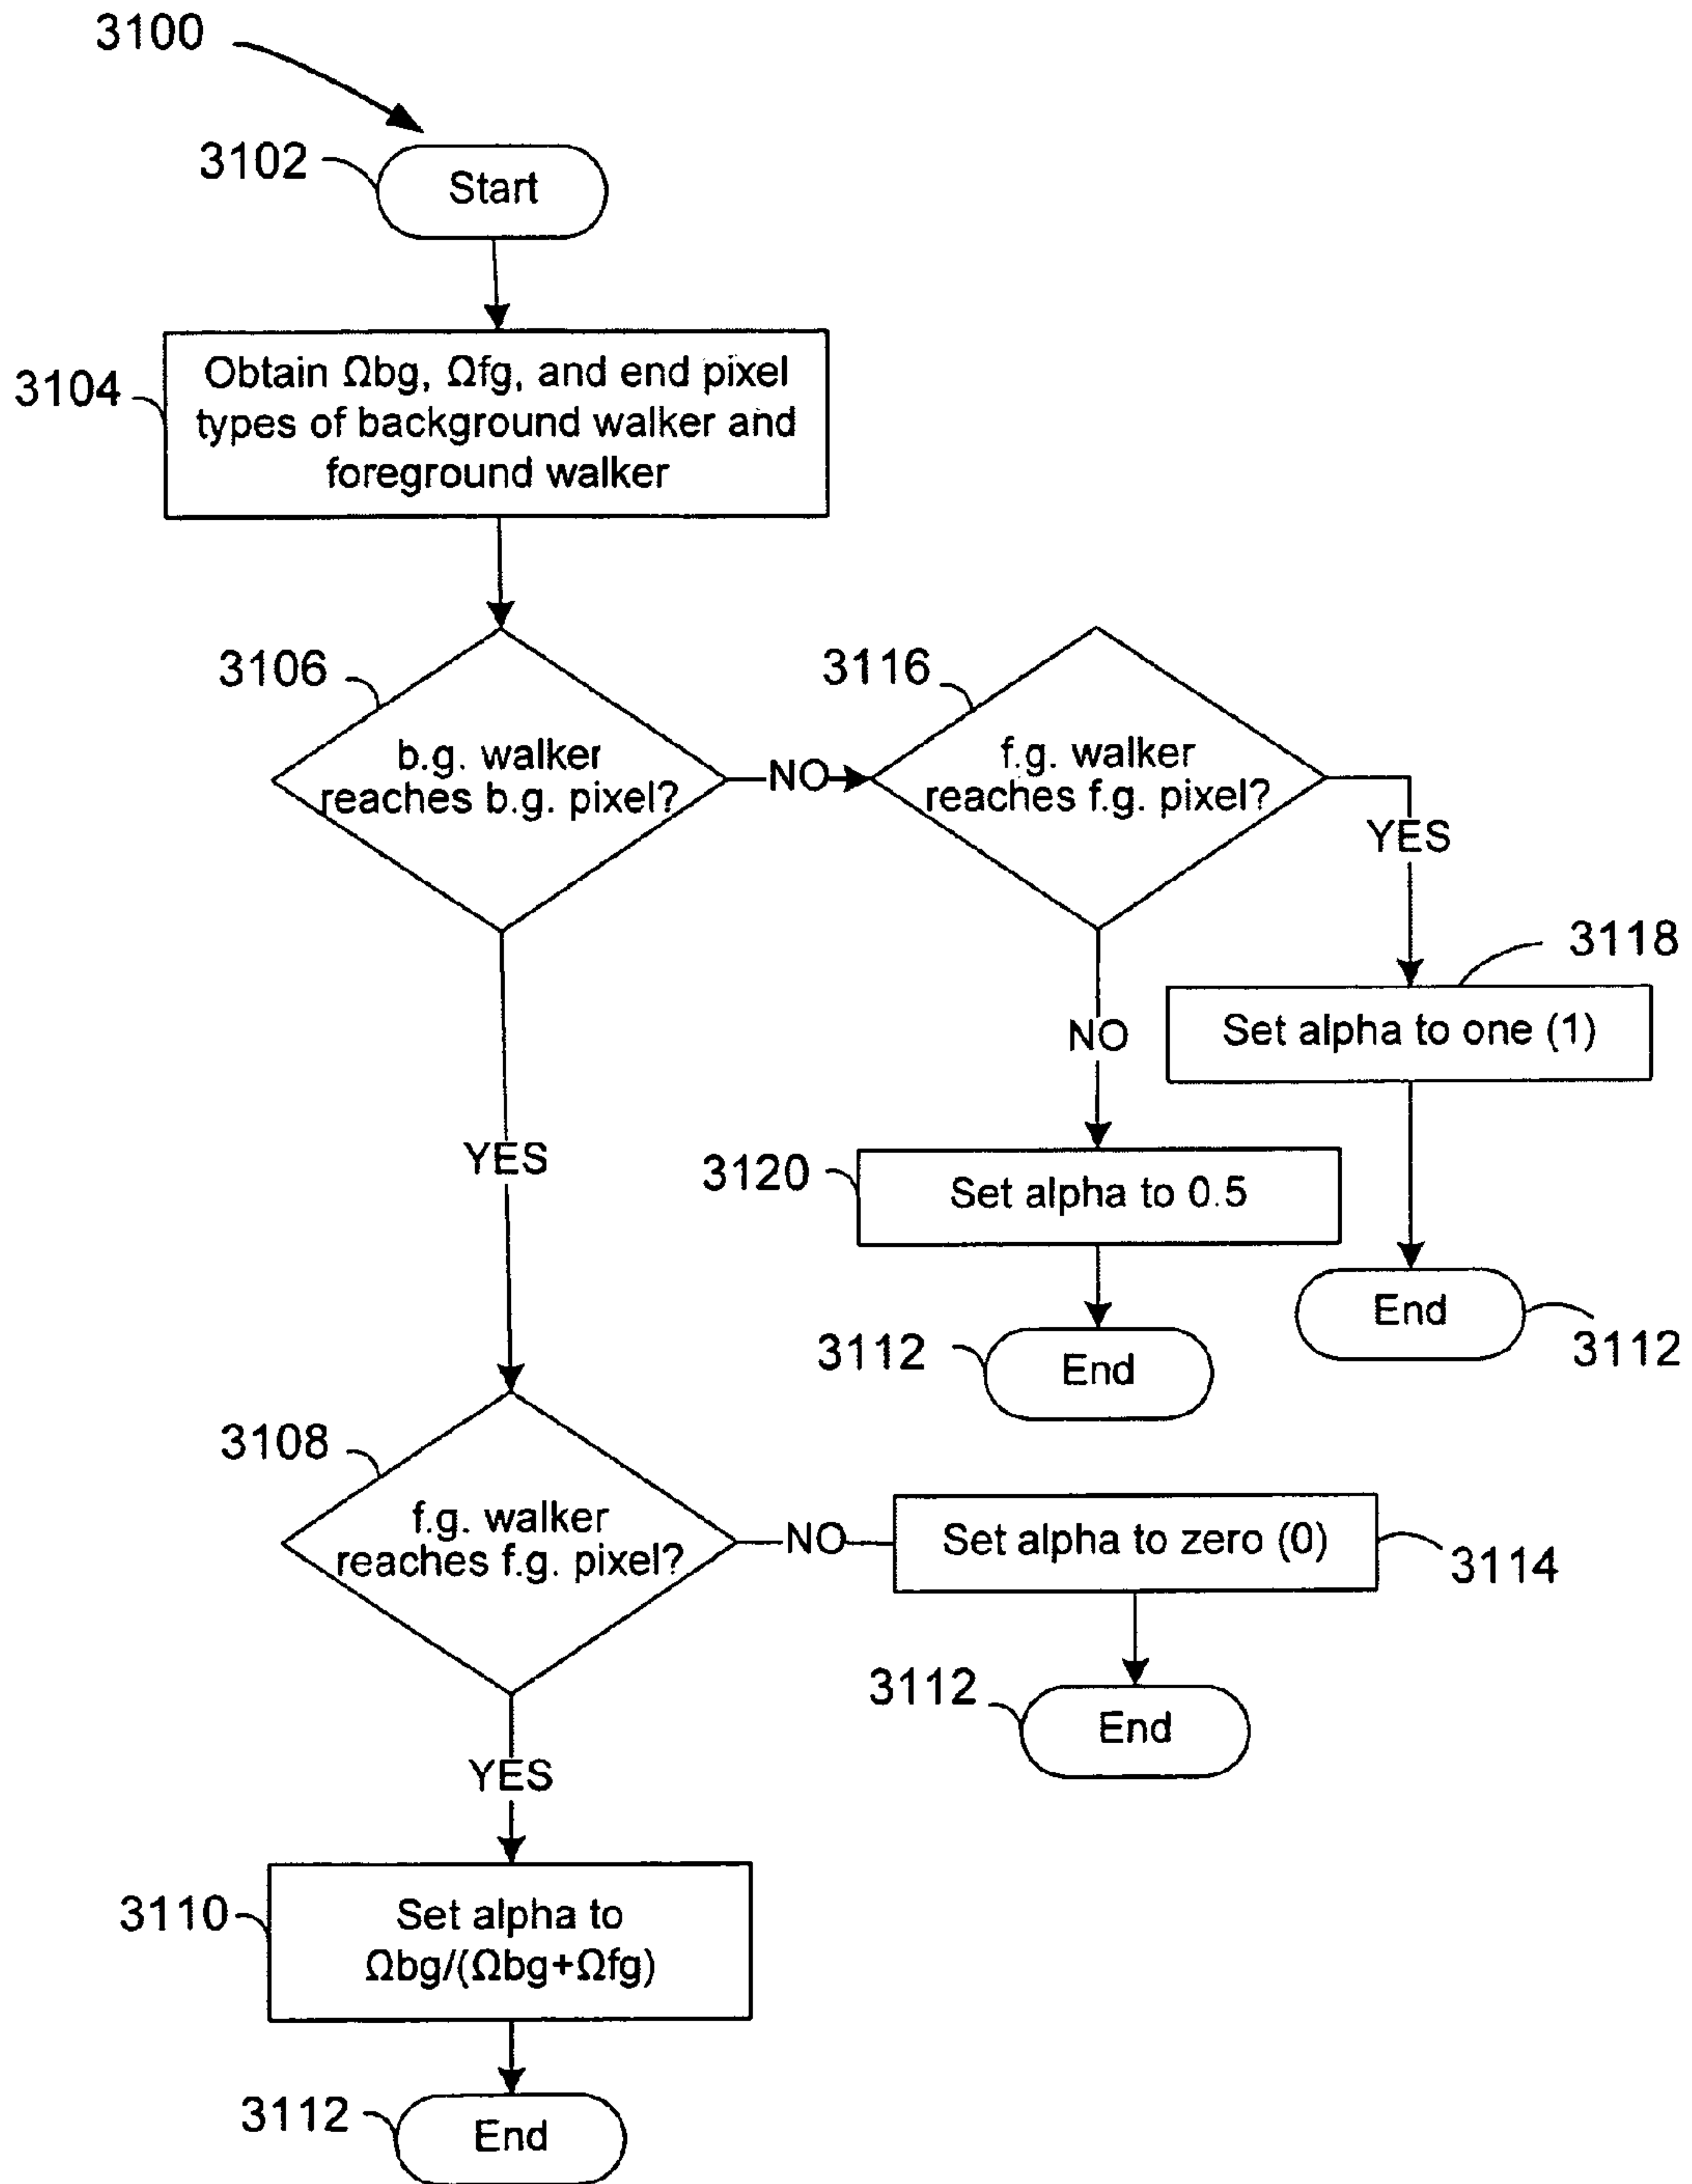 3100
3102
Start
3104
Obtain Ωbg, Ωfg, and end pixel
types of background walker and
foreground walker
3106
b.g. walker
reaches b.g. pixel?
NO
3116
f.g. walker
reaches f.g. pixel?
YES
3118
Set alpha to one (1)
NO
3120
Set alpha to 0.5
End
3112
3112
End
YES
3108
f.g. walker
reaches f.g. pixel?
NO
Set alpha to zero (0)
3114
3112
End
YES
3110
Set alpha to
Ωbg/(Ωbg+Ωfg)
3112
End